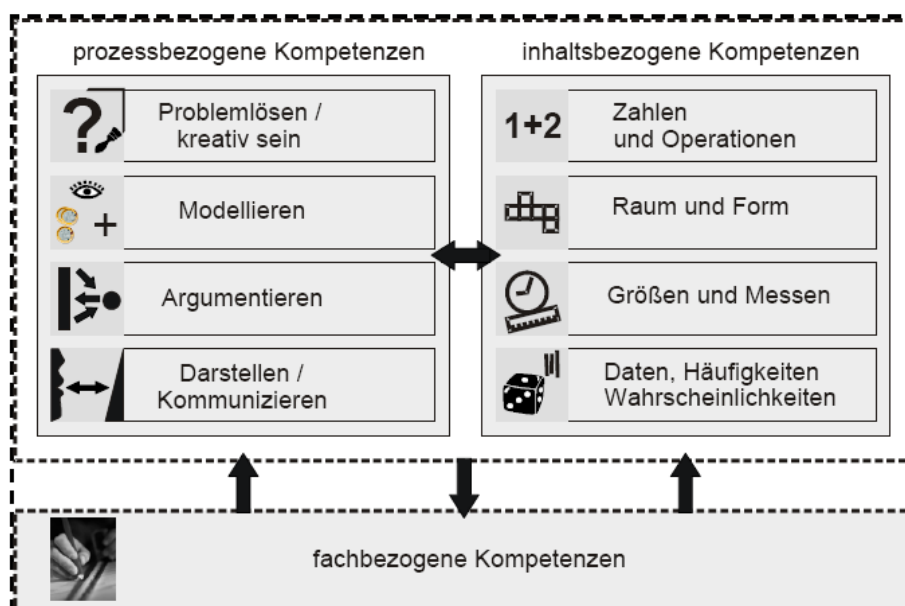 prozessbezogene Kompetenzen
Problemlösen /
kreativ sein
Modellieren
Argumentieren
Darstellen /
Kommunizieren
inhaltsbezogene Kompetenzen
1+2
Zahlen
und Operationen
Raum und Form
Größen und Messen
Daten, Häufigkeiten
Wahrscheinlichkeiten
fachbezogene Kompetenzen